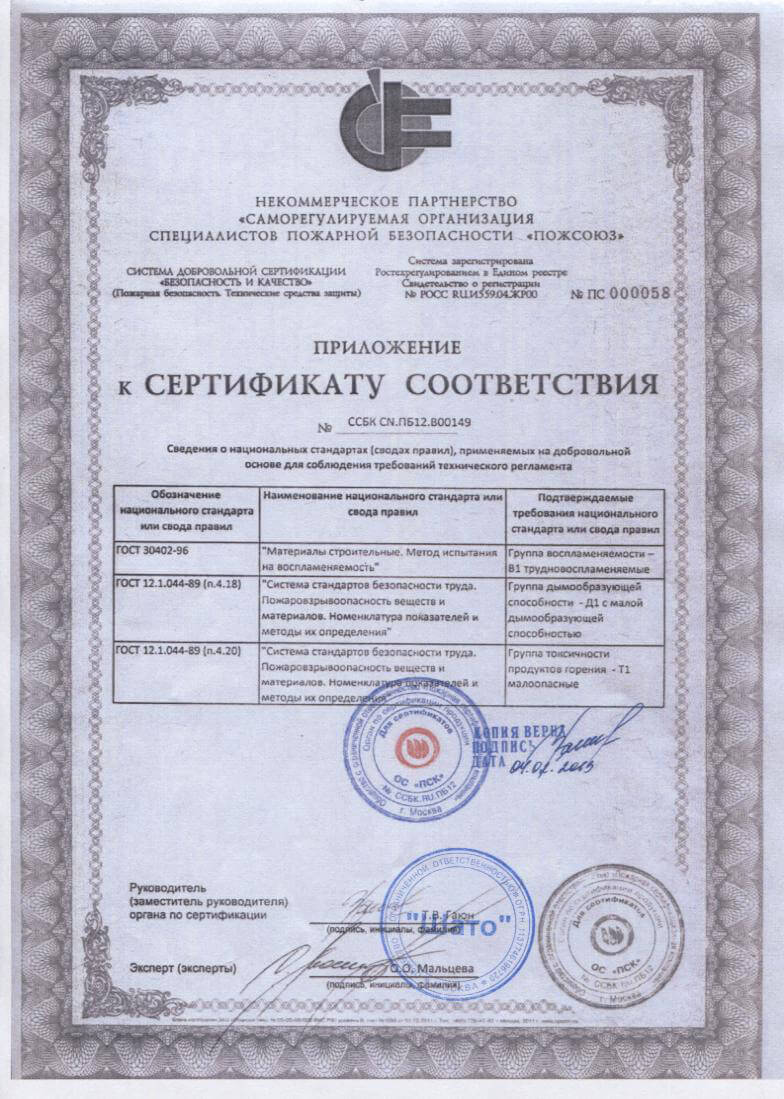 НЕКОММЕРЧЕСКОЕ ПАРТНЕРСТВО
«САМОРЕГУЛИРУЕМАЯ ОРГАНИЗАЦИЯ
СПЕЦИАЛИСТОВ ПОЖАРНОЙ БЕЗОПАСНОСТИ «ПОЖСОЮЗ»
СИСТЕМА ДОБРОВОЛЬНОЙ СЕРТИФИКАЦИИ
«БЕЗОПАСНОСТЬ И КАЧЕСТВО»
(Пожарная безопасность. Технические средства защиты)
Система зарегистрирована
Ростехрегулированием в Едином реестре
Свидетельство о регистрации
№ РОСС RU.И559.04.ЖР00
№ ПС 000058
ПРИЛОЖЕНИЕ
К СЕРТИФИКАТУ СООТВЕТСТВИЯ
№ ССБК CN.ПБ12.В00149
Сведения о национальных стандартах (сводах правил), применяемых на добровольной
основе для соблюдения требований технического регламента
Обозначение
национального стандарта
или свода правил
Наименование национального стандарта или
свода правил
Подтверждаемые
требования национального
стандарта или свода правил
ГОСТ 30402-96
"Материалы строительные. Метод испытания
на воспламеняемость"
Группа воспламеняемости –
В1 трудновоспламеняемые
ГОСТ 12.1.044-89 (п.4.18)
"Система стандартов безопасности труда.
Пожаровзрывоопасность веществ и
материалов. Номенклатура показателей и
методы их определения"
Группа дымообразующей
способности - Д1 с малой
дымообразующей
способностью
ГОСТ 12.1.044-89 (п.4.20)
"Система стандартов безопасности труда.
Пожаровзрывоопасность веществ и
материалов. Номенклатура показателей и
методы их определения"
Группа токсичности
продуктов горения - Т1
малоопасные
Орган по сертификации продукции
Для сертификатов
ОС «ПСК»
№ ССБК.RU.ПБ12
г. Москва
КОПИЯ ВЕРНА
ПОДПИСЬ
ДАТА 04.02.2013
Руководитель
(заместитель руководителя)
органа по сертификации
Т.В. Гаюн
(подпись, инициалы, фамилия)
ОГРАНИЧЕННОЙ ОТВЕТСТВЕННОСТЬЮ
"Шато"
МОСКВА
Эксперт (эксперты)
С.О. Мальцева
(подпись, инициалы, фамилия)
Для сертификатов
ОС «ПСК»
№ ССБК.RU.ПБ12
г. Москва